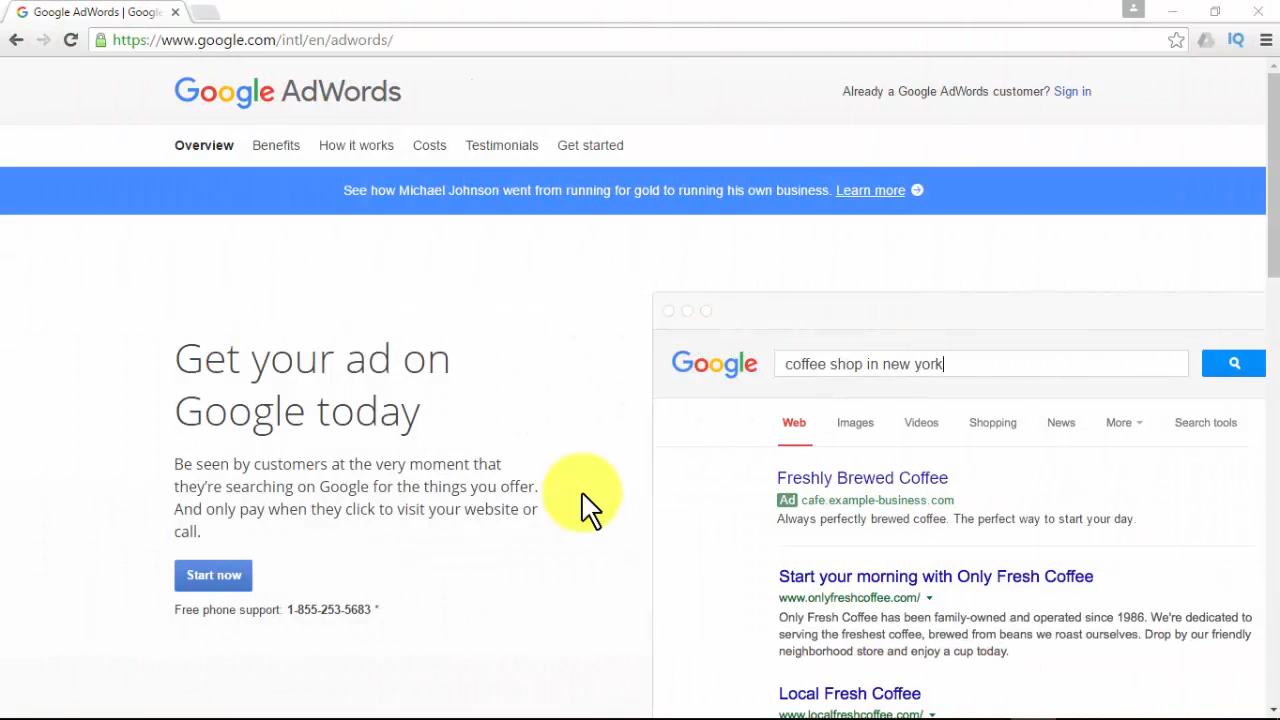 Google AdWords | Googl
https://www.google.com/intl/en/adwords/
IQ
Google AdWords
Already a Google AdWords customer? Sign in
Overview Benefits How it works Costs Testimonials Get started
See how Michael Johnson went from running for gold to running his own business. Learn more
Get your ad on
Google today
Be seen by customers at the very moment that
they're searching on Google for the things you offer.
And only pay when they click to visit your website or
call.
Start now
Free phone support: 1-855-253-5683 *
Google coffee shop in new york
Web Images Videos Shopping News More Search tools
Freshly Brewed Coffee
Ad cafe.example-business.com
Always perfectly brewed coffee. The perfect way to start your day.
Start your morning with Only Fresh Coffee
www.onlyfreshcoffee.com/
Only Fresh Coffee has been family-owned and operated since 1986. We're dedicated to
serving the freshest coffee, brewed from beans we roast ourselves. Drop by our friendly
neighborhood store and enjoy a cup today.
Local Fresh Coffee
www.localfreshcoffee.com/